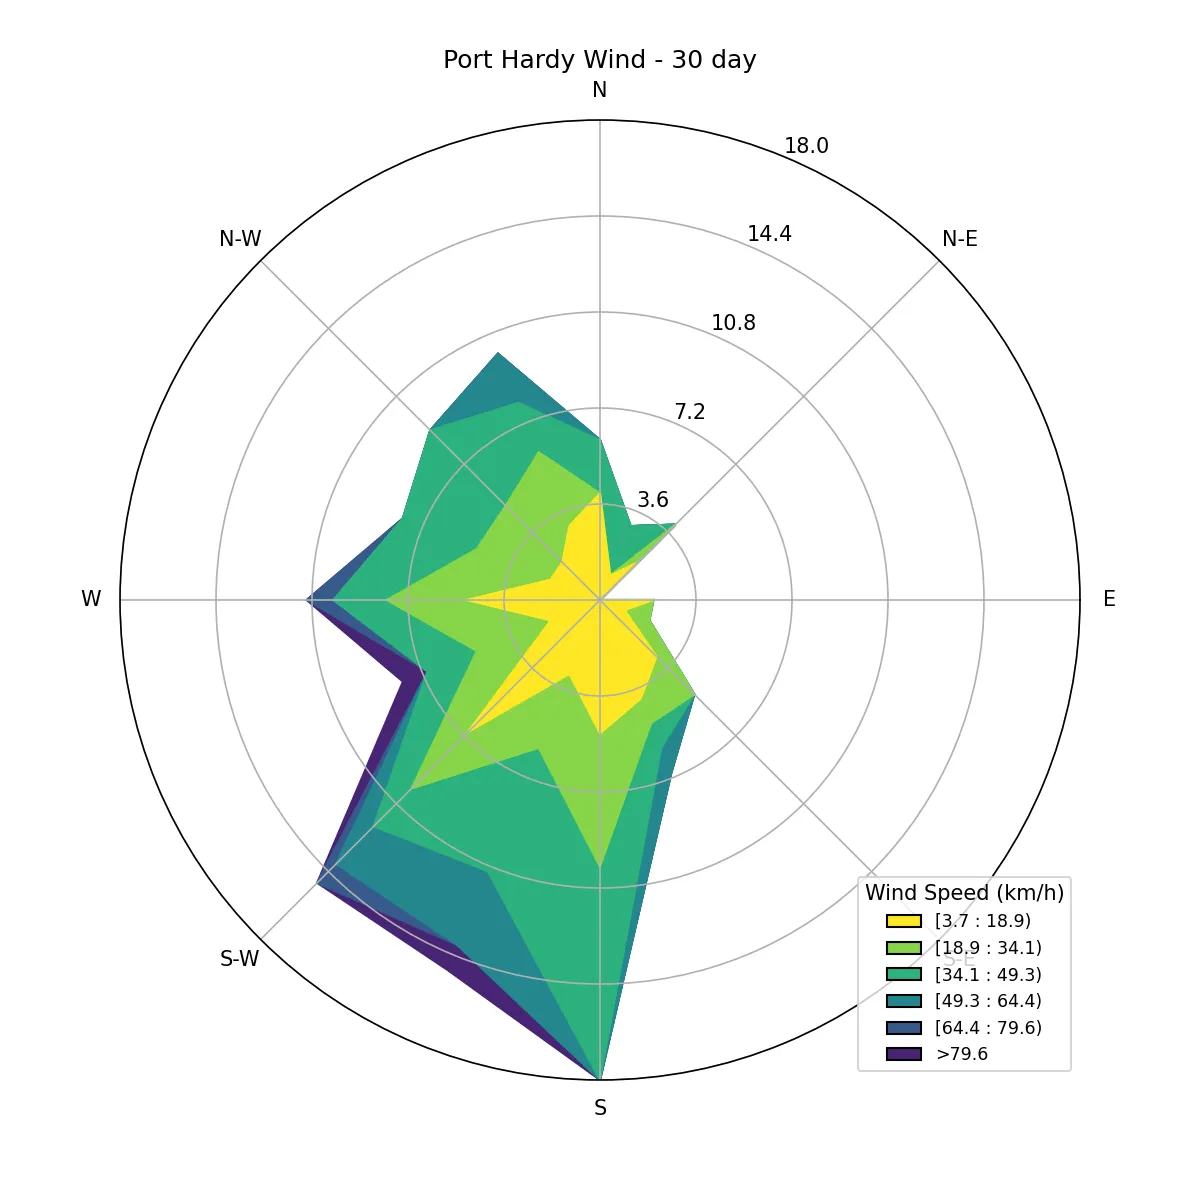 Port Hardy Wind - 30 day
N
18.0
N-W
N-E
14.4
10.8
7.2
3.6
W
E
S-W
S-E
S
Wind Speed (km/h)
[3.7 : 18.9)
[18.9 : 34.1)
[34.1 : 49.3)
[49.3 : 64.4)
[64.4 : 79.6)
>79.6